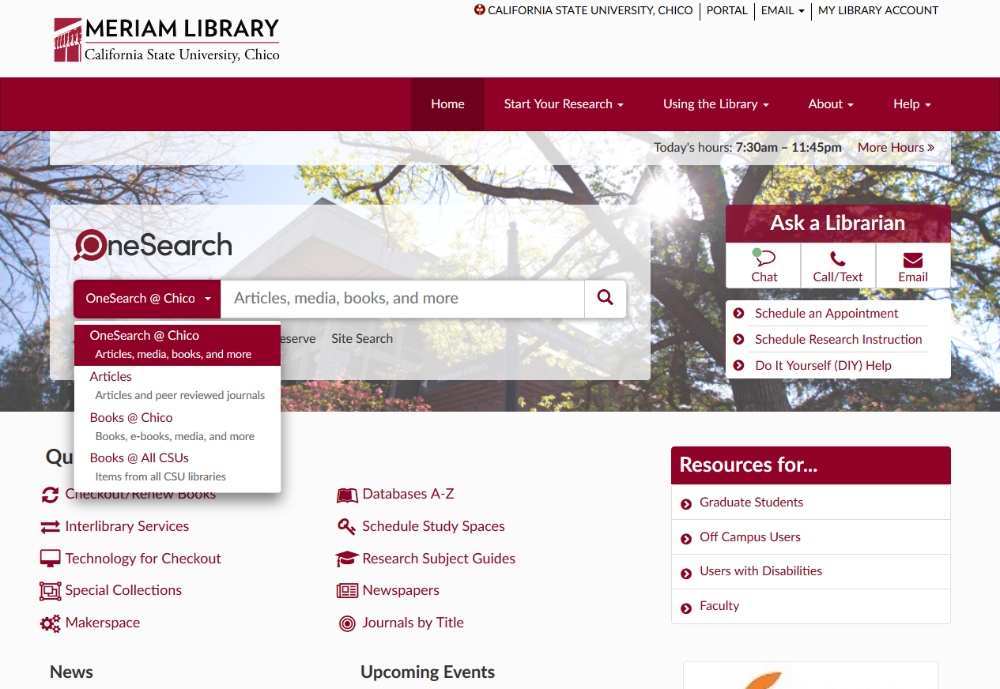 CALIFORNIA STATE UNIVERSITY, CHICO PORTAL EMAIL MY LIBRARY ACCOUNT
MERIAM LIBRARY
California State University, Chico
Home Start Your Research Using the Library About Help
Today's hours: 7:30am – 11:45pm More Hours »
OneSearch
OneSearch @ Chico Articles, media, books, and more
OneSearch @ Chico
Articles, media, books, and more
Articles
Articles and peer reviewed journals
Books @ Chico
Books, e-books, media, and more
Books @ All CSUs
Items from all CSU libraries
Site Search
Ask a Librarian
Chat Call/Text Email
Schedule an Appointment
Schedule Research Instruction
Do It Yourself (DIY) Help
Meriam Library
Checkout/Renew Books
Interlibrary Services
Technology for Checkout
Special Collections
Makerspace
Databases A-Z
Schedule Study Spaces
Research Subject Guides
Newspapers
Journals by Title
Resources for...
Graduate Students
Off Campus Users
Users with Disabilities
Faculty
News
Upcoming Events